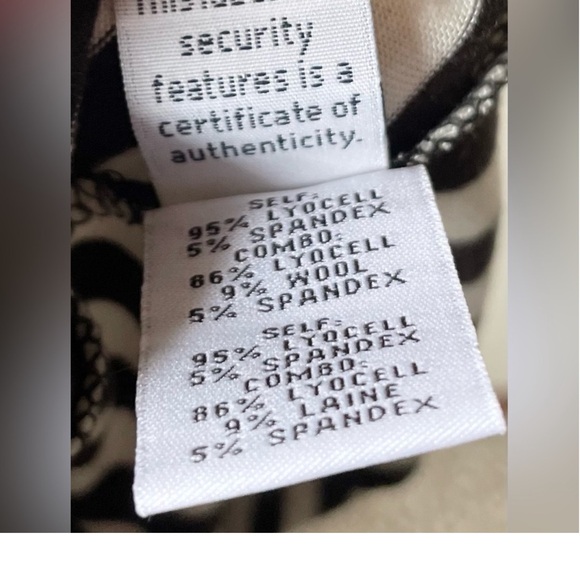 security
features is a
certificate of
authenticity.
SELF:
95% LYOCELL
5% SPANDEX
COMBO:
86% LYOCELL
9% WOOL
5% SPANDEX
SELF:
95% LYOCELL
5% SPANDEX
COMBO:
86% LYOCELL
9% LAINE
5% SPANDEX